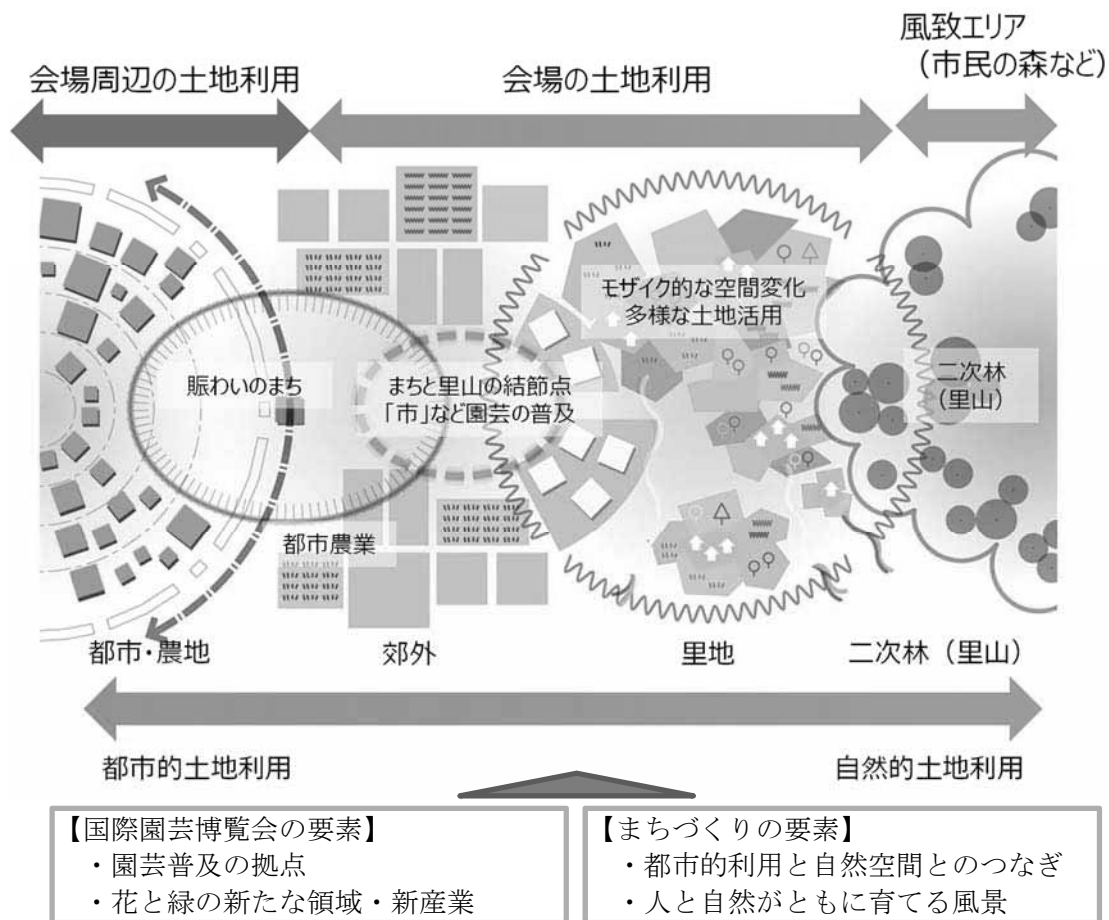 風致エリア
（市民の森など）
会場周辺の土地利用
会場の土地利用
モザイク的な空間変化
多様な土地活用
賑わいのまち
まちと里山の結節点
「市」など園芸の普及
二次林
（里山）
都市農業
都市・農地
郊外
里地
二次林（里山）
都市的土地利用
自然的土地利用
【国際園芸博覧会の要素】
・園芸普及の拠点
・花と緑の新たな領域・新産業
【まちづくりの要素】
・都市的利用と自然空間とのつなぎ
・人と自然がともに育てる風景